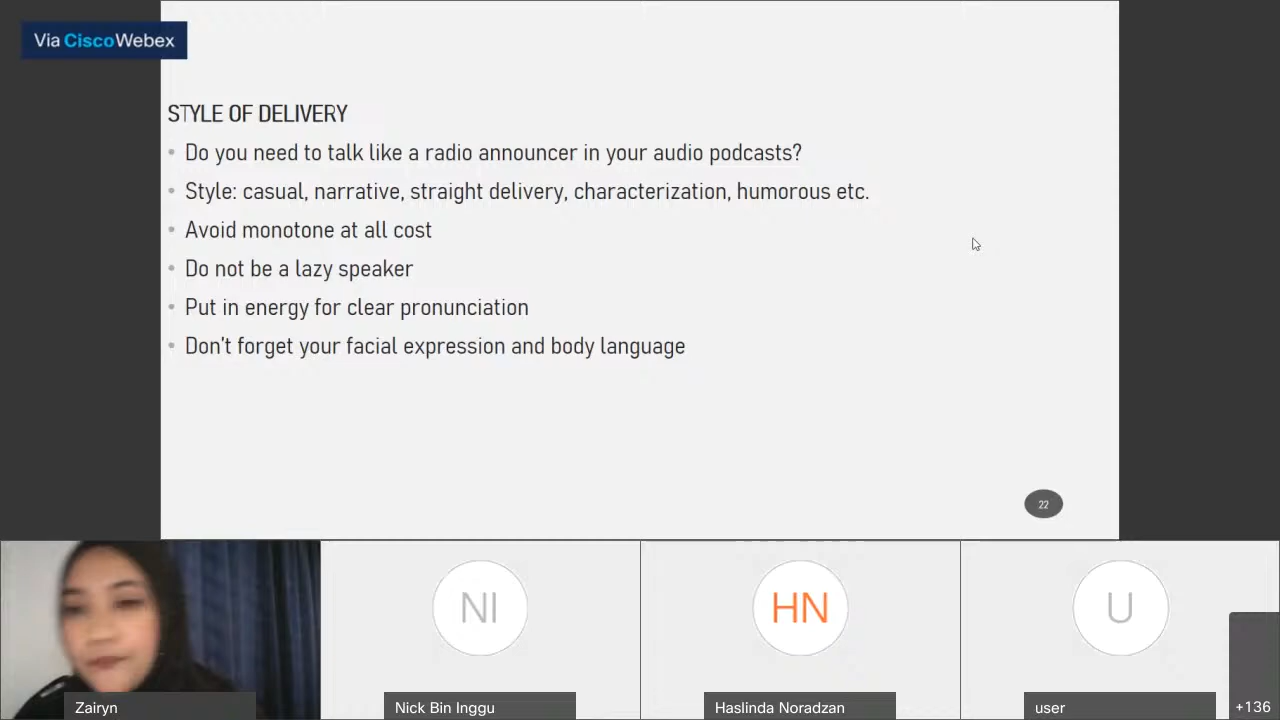 Via CiscoWebex
STYLE OF DELIVERY
• Do you need to talk like a radio announcer in your audio podcasts?
• Style: casual, narrative, straight delivery, characterization, humorous etc.
• Avoid monotone at all cost
• Do not be a lazy speaker
• Put in energy for clear pronunciation
• Don't forget your facial expression and body language
22
NI
HN
U
Zairyn
Nick Bin Inggu
Haslinda Noradzan
user
+136